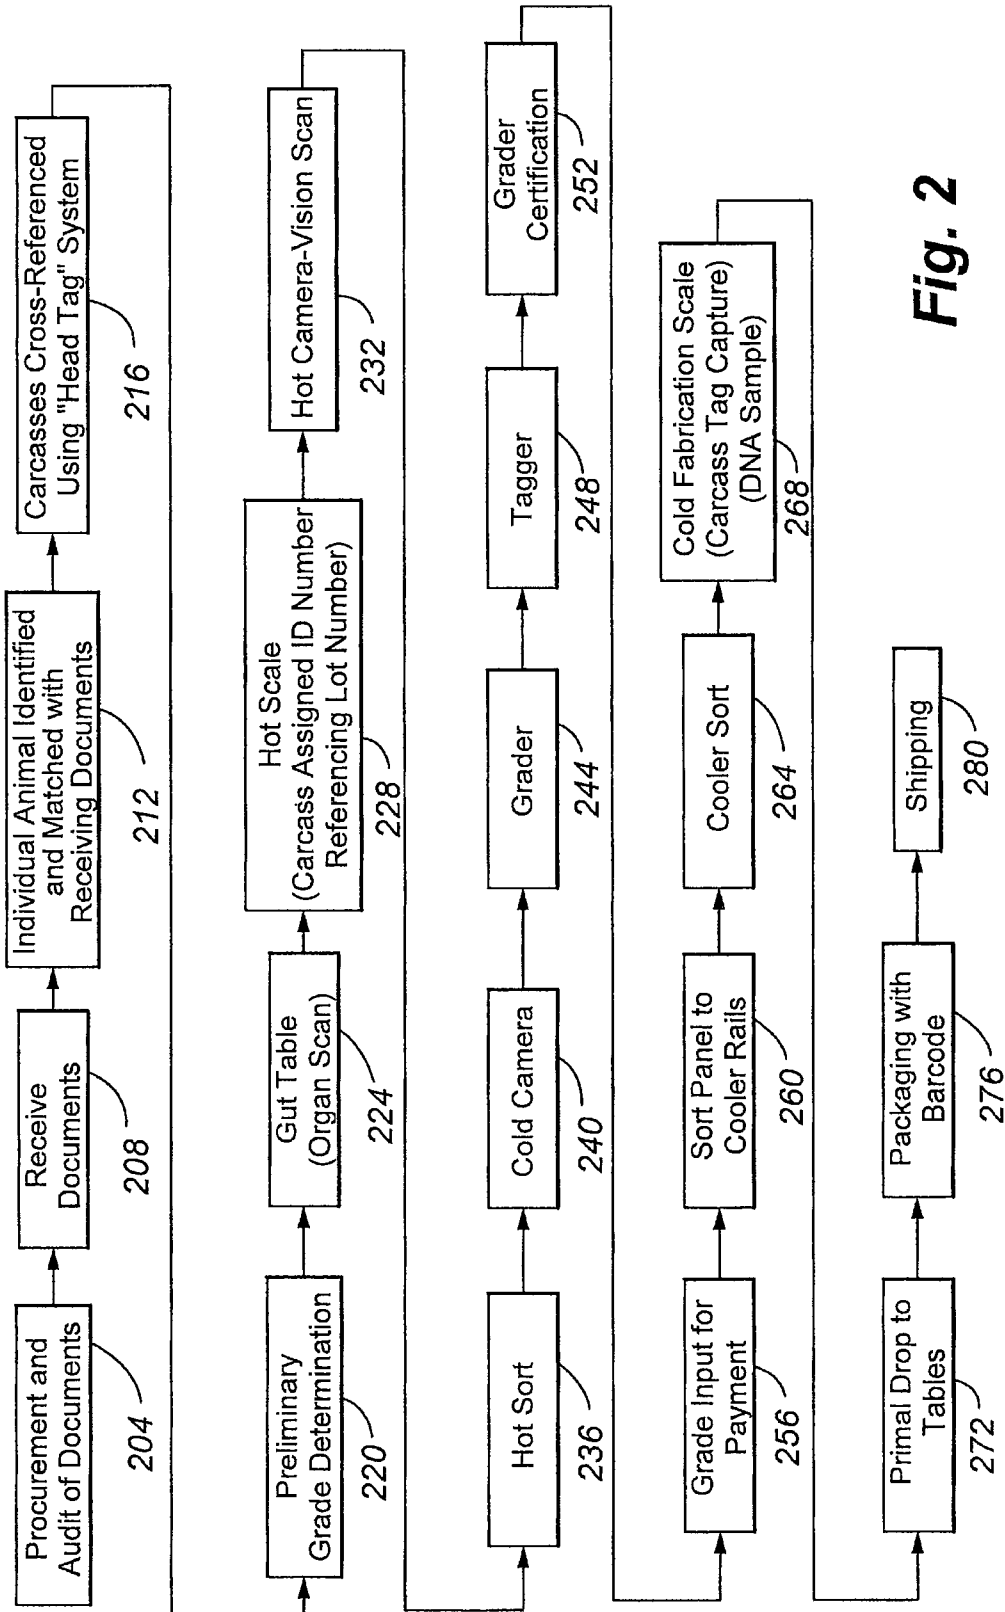 Procurement and
Audit of Documents
204
Receive
Documents
208
Individual Animal Identified
and Matched with
Receiving Documents
212
Carcasses Cross-Referenced
Using "Head Tag" System
216
Preliminary
Grade Determination
220
Gut Table
(Organ Scan)
224
Hot Scale
(Carcass Assigned ID Number
Referencing Lot Number)
228
Hot Camera-Vision Scan
232
Hot Sort
236
Cold Camera
240
Grader
244
Tagger
248
Grader
Certification
252
Grade Input for
Payment
256
Sort Panel to
Cooler Rails
260
Cooler Sort
264
Cold Fabrication Scale
(Carcass Tag Capture)
(DNA Sample)
268
Primal Drop to
Tables
272
Packaging with
Barcode
276
Shipping
280
Fig. 2